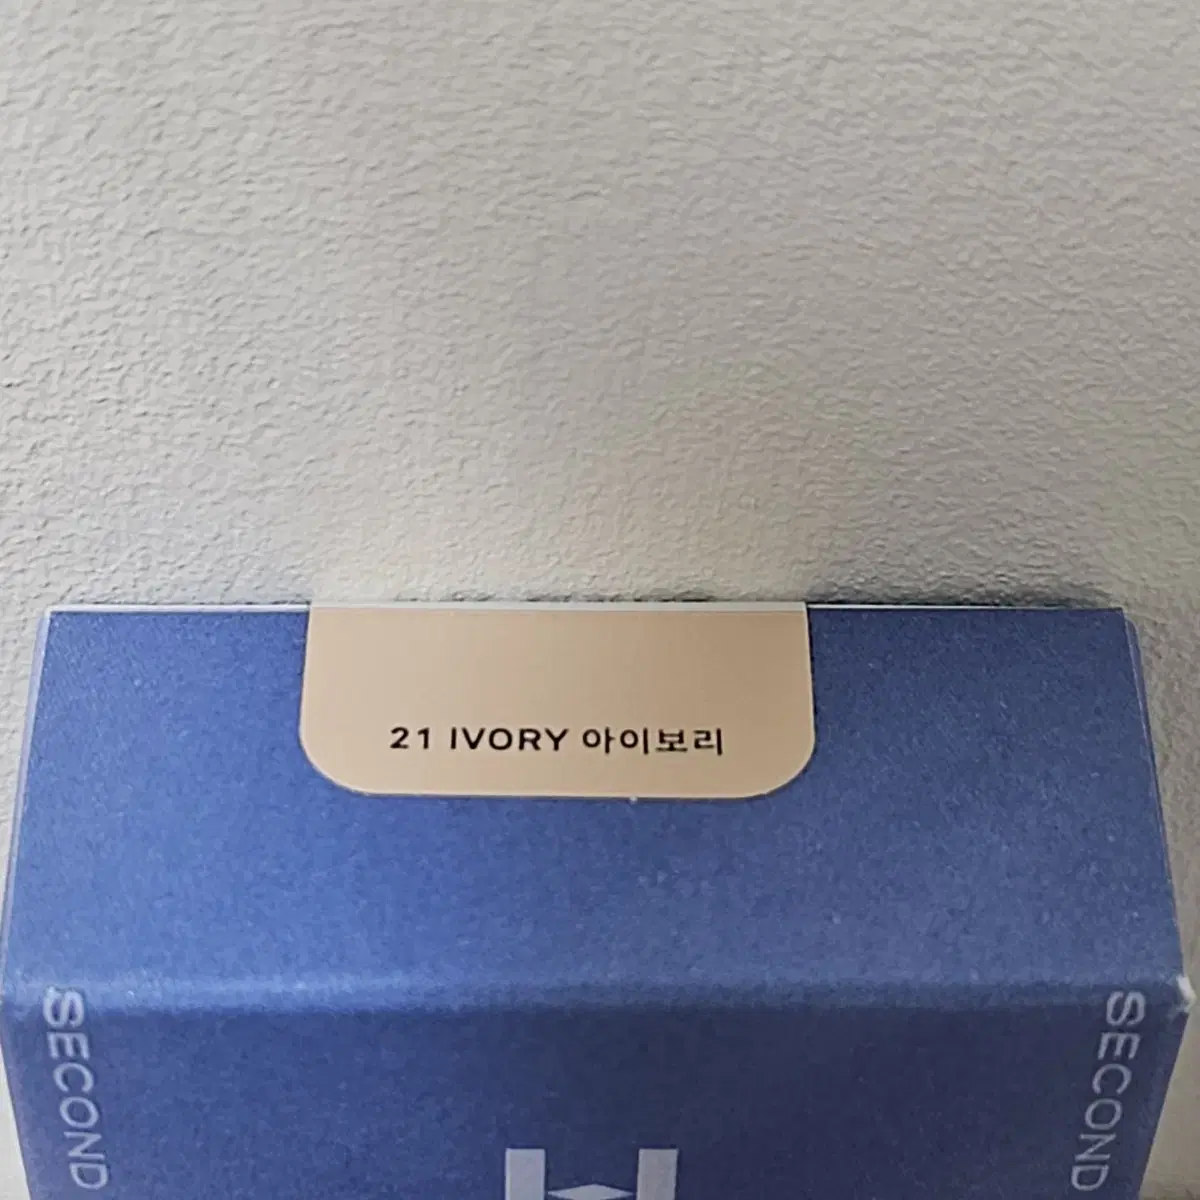 21 IVORY 아이보리
SECOND
SECOND